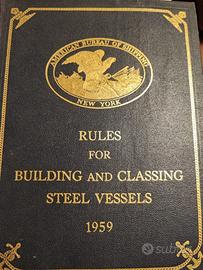 AMERICAN BUREAU OF SHIPPING
NEW YORK
RULES
FOR
BUILDING AND CLASSING
STEEL VESSELS
1959
subito